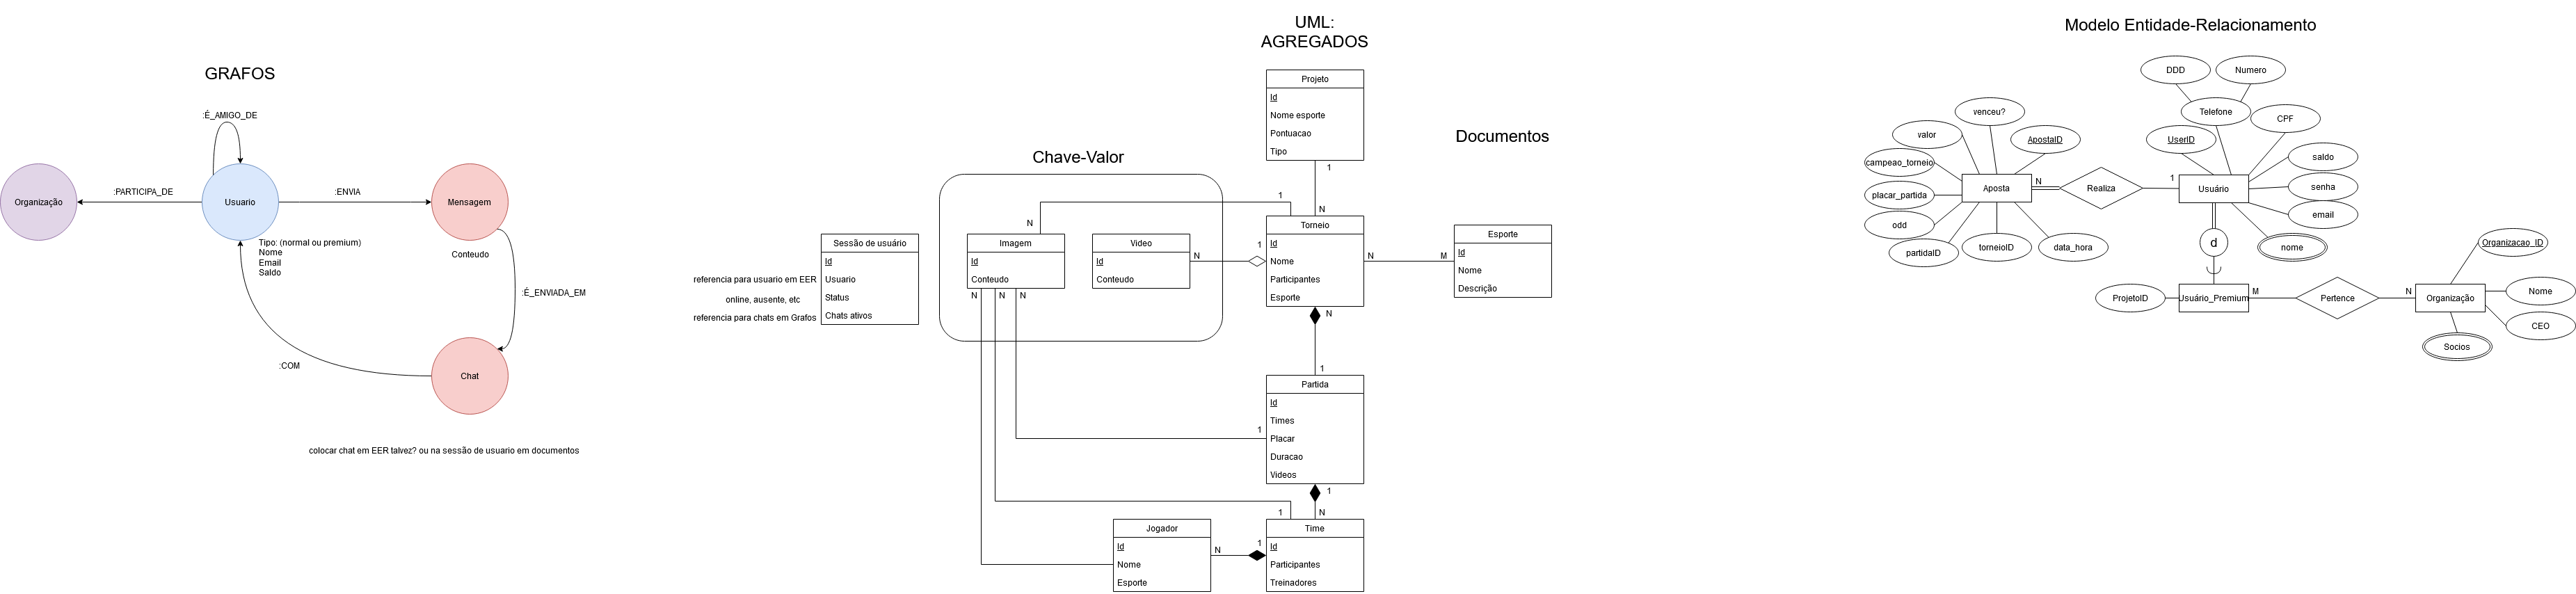 GRAFOS
:É_AMIGO_DE
Organização
:PARTICIPA_DE
Usuario
:ENVIA
Mensagem
Tipo: (normal ou premium)
Nome
Email
Saldo
Conteudo
:É_ENVIADA_EM
:COM
Chat
colocar chat em EER talvez? ou na sessão de usuario em documentos
UML:
AGREGADOS
Projeto
Id
Nome esporte
Pontuacao
Tipo
Documentos
Chave-Valor
1
N
1
N
Torneio
Id
Nome
Participantes
Esporte
Esporte
Id
Nome
Descrição
N
M
Sessão de usuário
Id
Usuario
Status
Chats ativos
referencia para usuario em EER
online, ausente, etc
referencia para chats em Grafos
Imagem
Id
Conteudo
Video
Id
Conteudo
N
1
N
N
N
N
1
Partida
Id
Times
Placar
Duracao
Videos
1
1
N
1
Time
Id
Participantes
Treinadores
Jogador
Id
Nome
Esporte
N
1
Modelo Entidade-Relacionamento
DDD
Numero
Telefone
CPF
venceu?
valor
ApostaID
UserID
campeao_torneio
saldo
placar_partida
Aposta
N
Realiza
1
Usuário
senha
email
odd
partidaID
torneioID
data_hora
d
nome
Organizacao_ID
ProjetoID
Usuário_Premium
M
Pertence
N
Organização
Nome
CEO
Socios